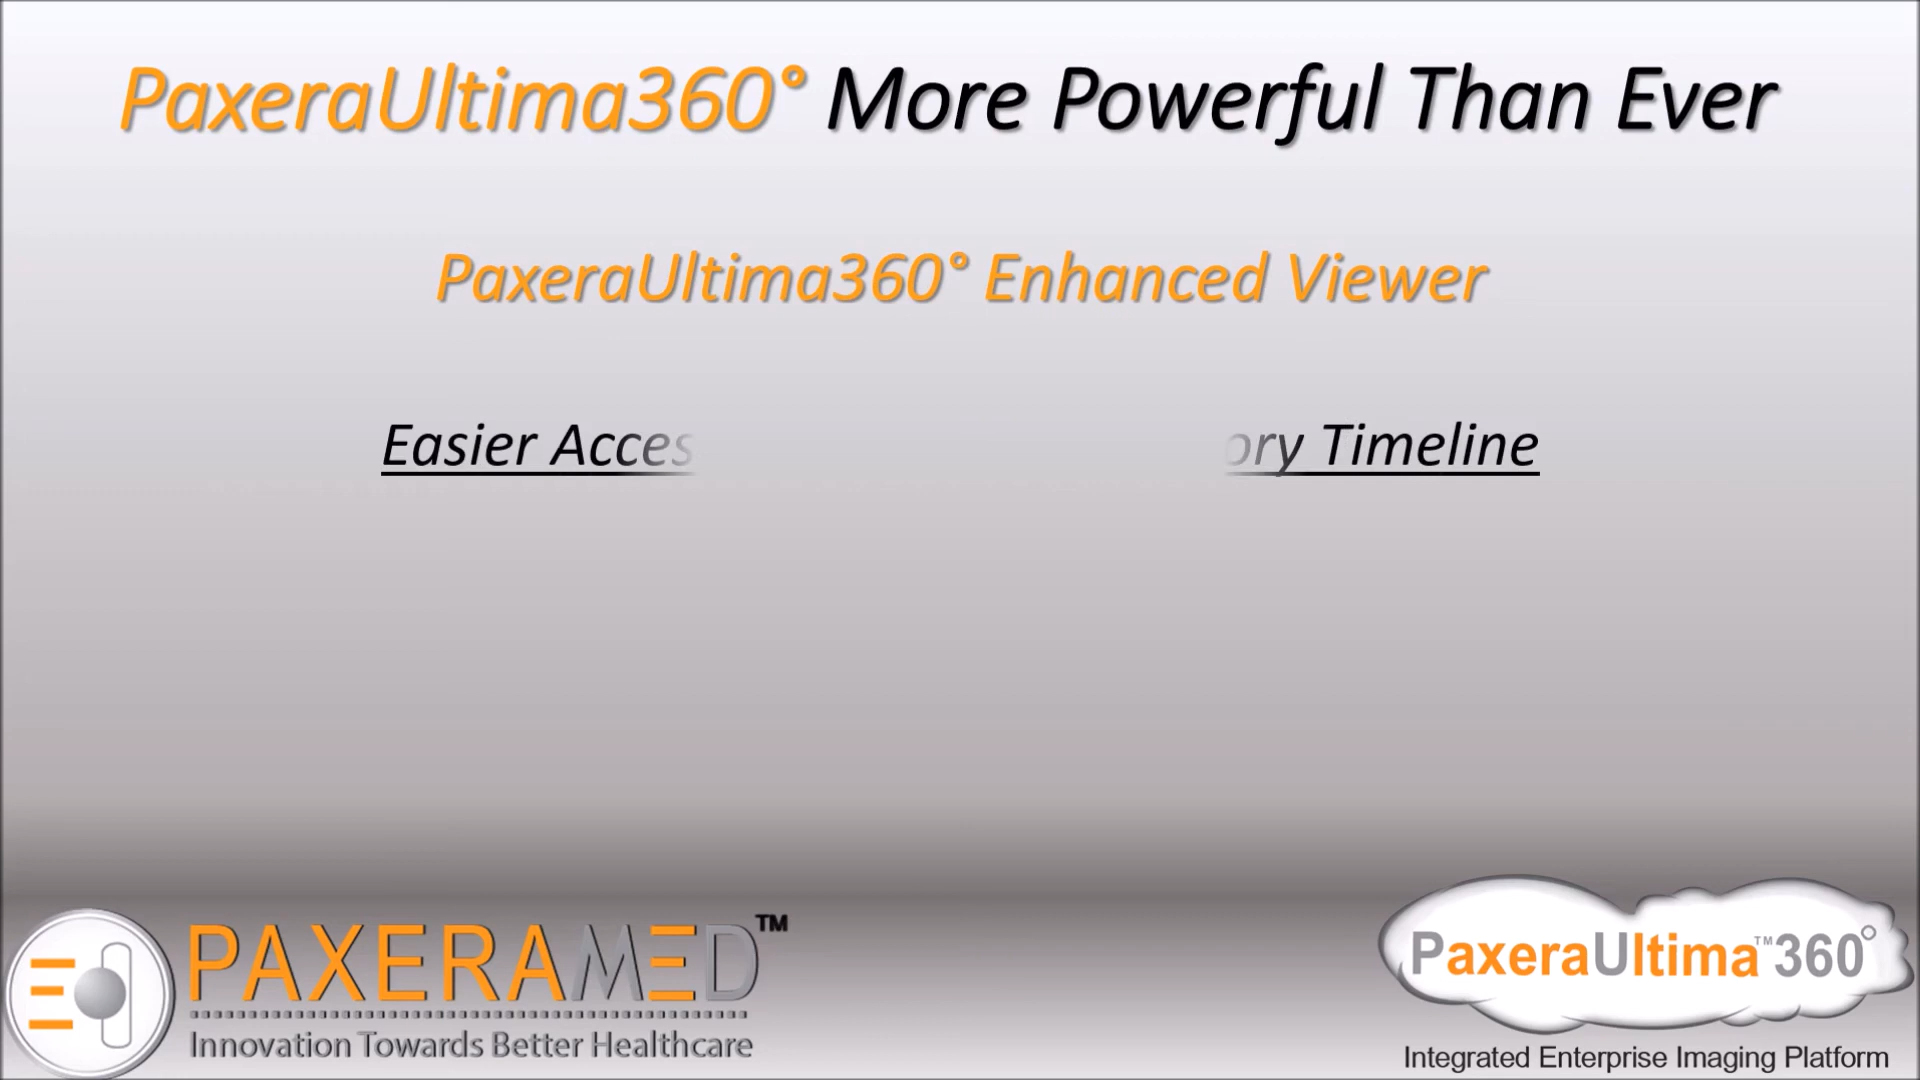 PaxeraUltima360° More Powerful Than Ever
PaxeraUltima360° Enhanced Viewer
Easier Acces ory Timeline
PAXERAMED™
Innovation Towards Better Healthcare
PaxeraUltima™360°
Integrated Enterprise Imaging Platform